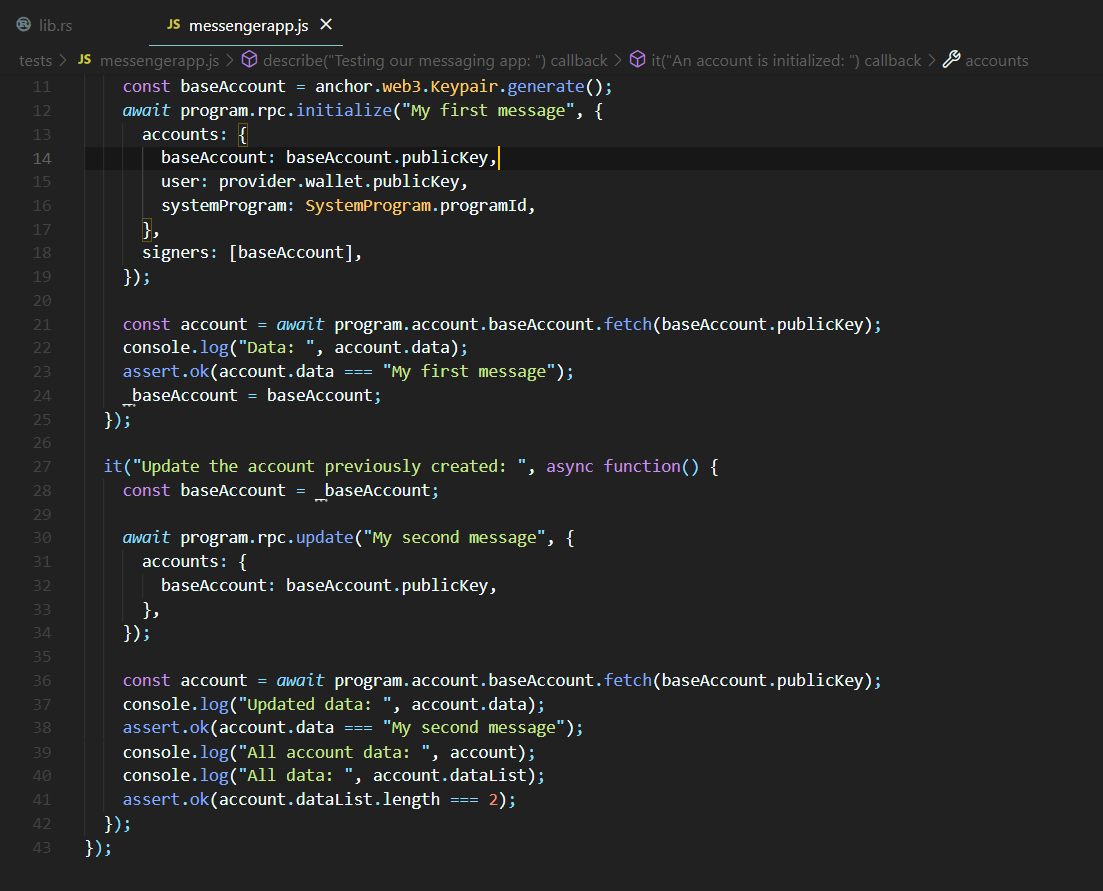 lib.rs
JS messengerapp.js
tests > JS messengerapp.js > describe("Testing our messaging app: ") callback > it("An account is initialized: ") callback > accounts
11 const baseAccount = anchor.web3.Keypair.generate();
12 await program.rpc.initialize("My first message", {
13 accounts: {
14 baseAccount: baseAccount.publicKey,
15 user: provider.wallet.publicKey,
16 systemProgram: SystemProgram.programId,
17 },
18 signers: [baseAccount],
19 });
20
21 const account = await program.account.baseAccount.fetch(baseAccount.publicKey);
22 console.log("Data: ", account.data);
23 assert.ok(account.data === "My first message");
24 _baseAccount = baseAccount;
25 });
26
27 it("Update the account previously created: ", async function() {
28 const baseAccount = _baseAccount;
29
30 await program.rpc.update("My second message", {
31 accounts: {
32 baseAccount: baseAccount.publicKey,
33 },
34 });
35
36 const account = await program.account.baseAccount.fetch(baseAccount.publicKey);
37 console.log("Updated data: ", account.data);
38 assert.ok(account.data === "My second message");
39 console.log("All account data: ", account);
40 console.log("All data: ", account.dataList);
41 assert.ok(account.dataList.length === 2);
42 });
43 });